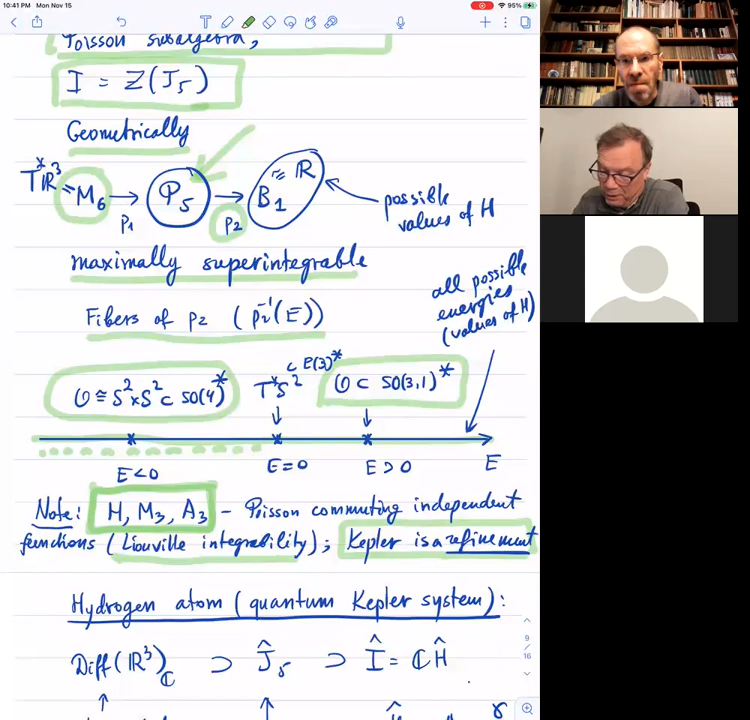 10:41 PM Mon Nov 15
95%
Poisson subalgebra,
I = Z(J₅)
Geometrically
T*ℝ³ = M₆ → P₅ → B₁ ≈ ℝ
p₁ p₂
possible
values of H
maximally superintegrable
Fibers of p₂ (p₂⁻¹(E))
all possible
energies
(values of H)
O ≅ S² × S² ⊂ so(4)*
T*S² ⊂ e(3)*
O ⊂ so(3,1)*
E < 0
E = 0
E > 0
E
Note: H, M₃, A₃ – Poisson commuting independent
functions (Liouville integrability); Kepler is a refinement
Hydrogen atom (quantum Kepler system):
Diff(ℝ³)_ℂ ⊃ Ĵ₅ ⊃ Î = ℂĤ
9
16